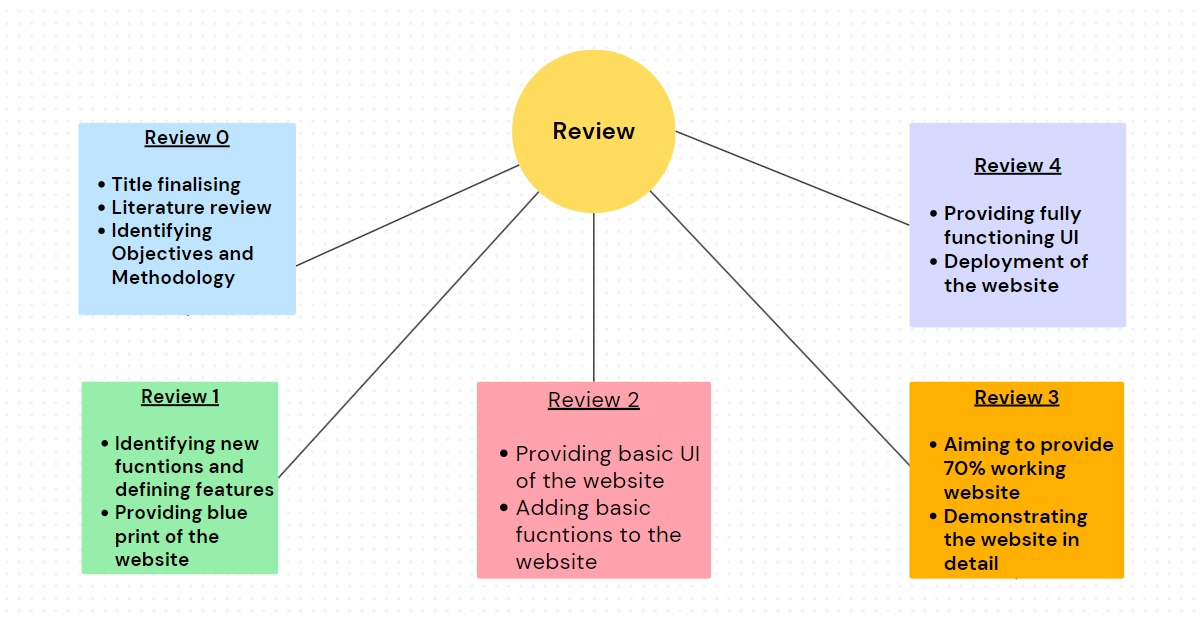 Review
Review 0
• Title finalising
• Literature review
• Identifying
Objectives and
Methodology
Review 1
• Identifying new
fucntions and
defining features
• Providing blue
print of the
website
Review 2
• Providing basic UI
of the website
• Adding basic
fucntions to the
website
Review 3
• Aiming to provide
70% working
website
• Demonstrating
the website in
detail
Review 4
• Providing fully
functioning UI
• Deployment of
the website